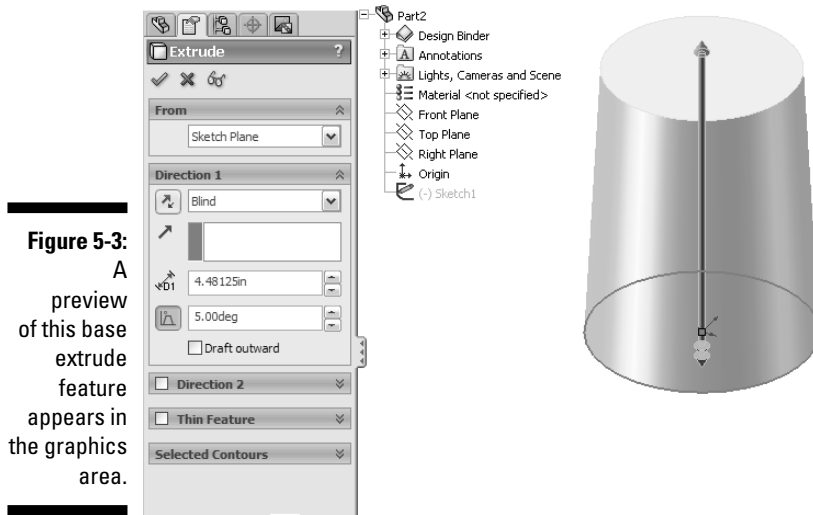 Figure 5-3:
A
preview
of this base
extrude
feature
appears in
the graphics
area.
Extrude ?
From
Sketch Plane
Direction 1
Blind
D1 4.48125in
5.00deg
Draft outward
Direction 2
Thin Feature
Selected Contours
Part2
Design Binder
A Annotations
Lights, Cameras and Scene
Material <not specified>
Front Plane
Top Plane
Right Plane
Origin
(-) Sketch1